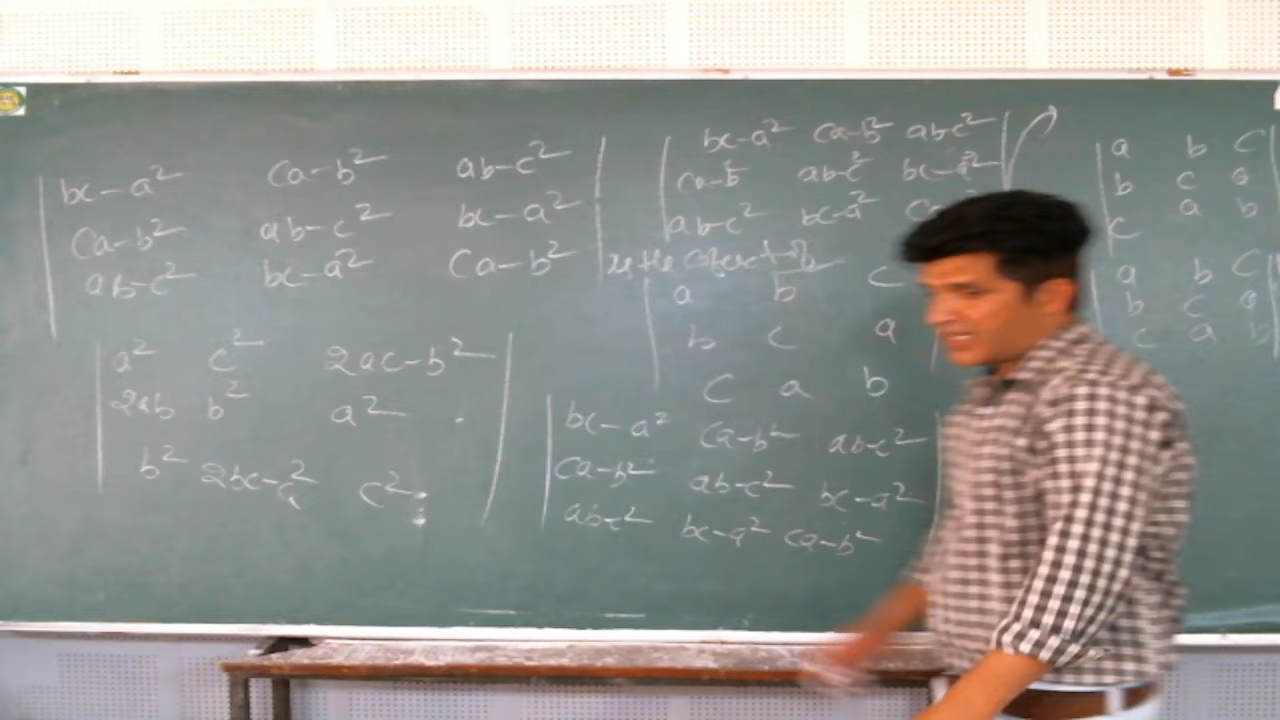 bc-a² ca-b² ab-c²
ca-b² ab-c² bc-a²
ab-c² bc-a² ca-b²
a² c² 2ac-b²
2ab b² a²
b² 2bc-c² c²
bc-a² ca-b² ab-c²
ca-b² ab-c² bc-a²
ab-c² bc-a²
a b c
b c a
c a b
bc-a² ca-b² ab-c²
ca-b² ab-c² bc-a²
ab-c² bc-a² ca-b²
a b c
b c a
c a b
a b c
b c a
c a b